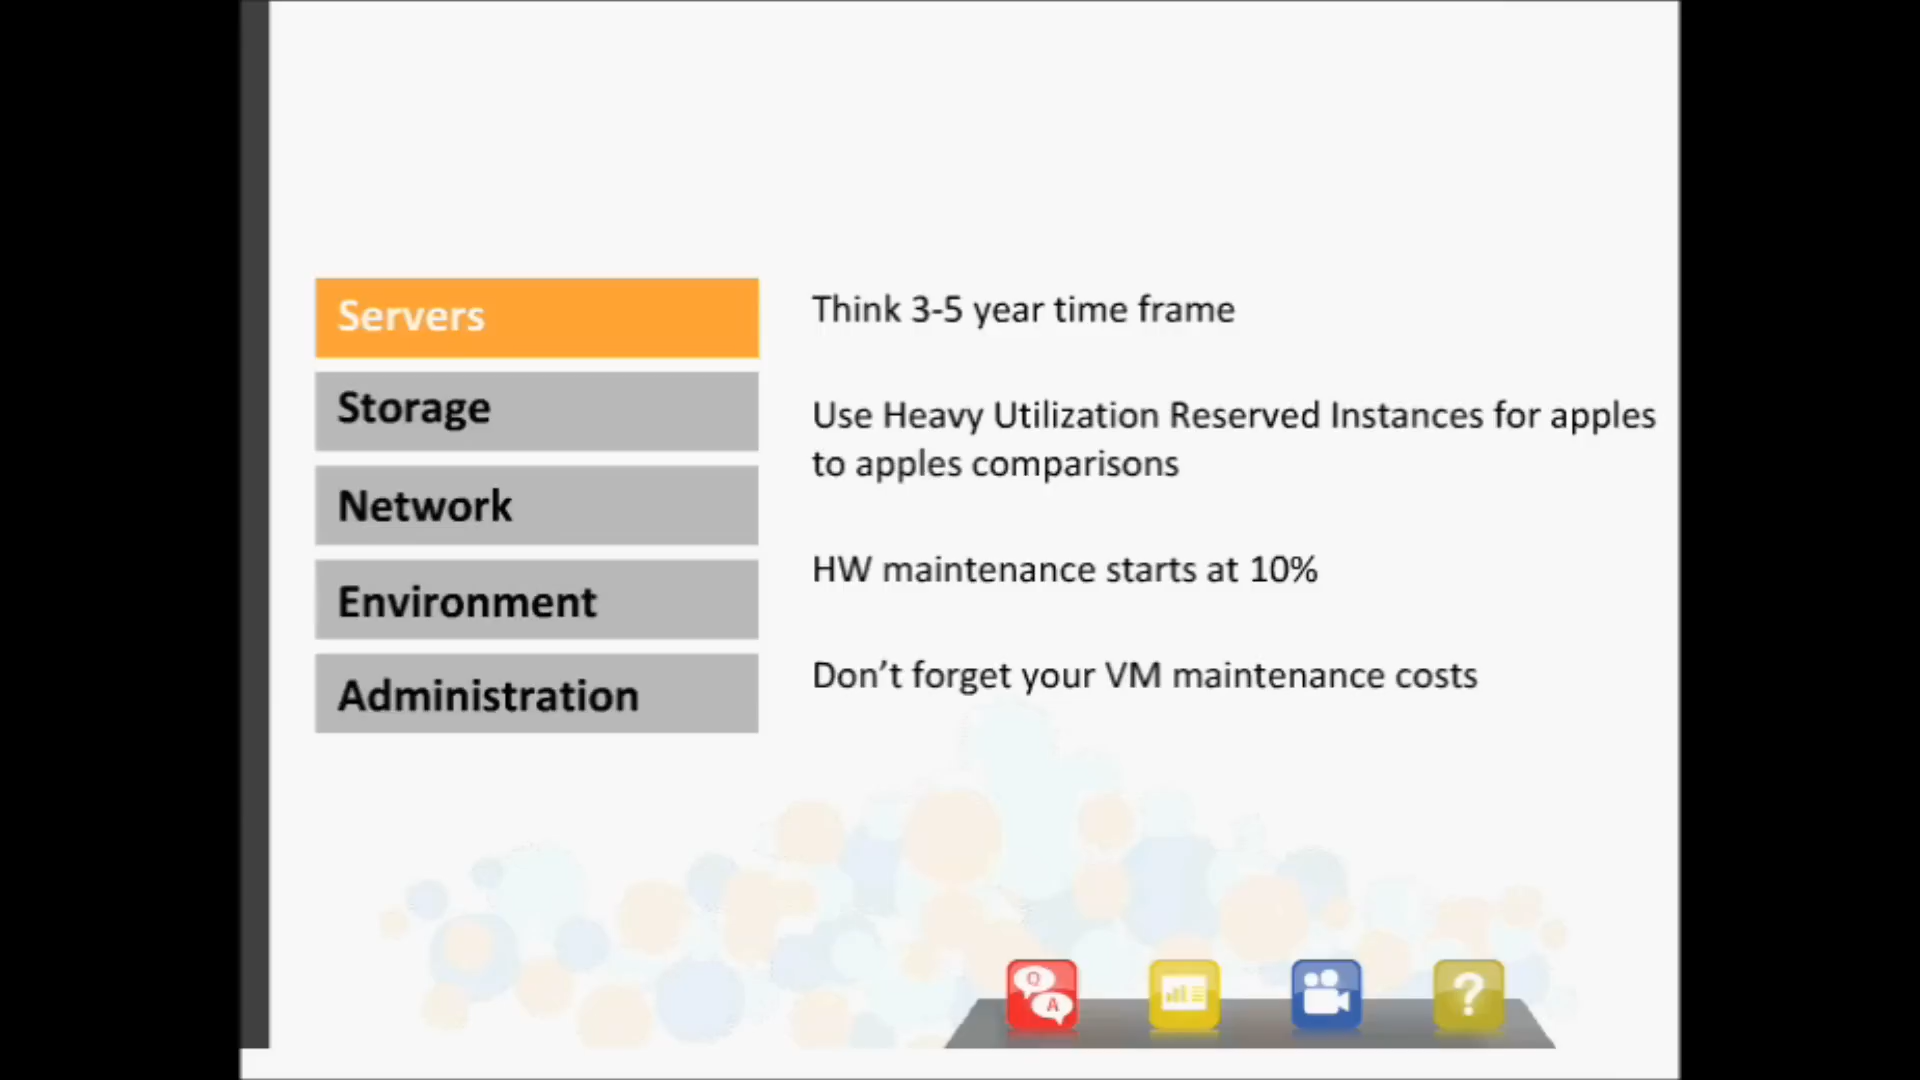 Servers
Storage
Network
Environment
Administration
Think 3-5 year time frame
Use Heavy Utilization Reserved Instances for apples
to apples comparisons
HW maintenance starts at 10%
Don’t forget your VM maintenance costs
Q
A
?